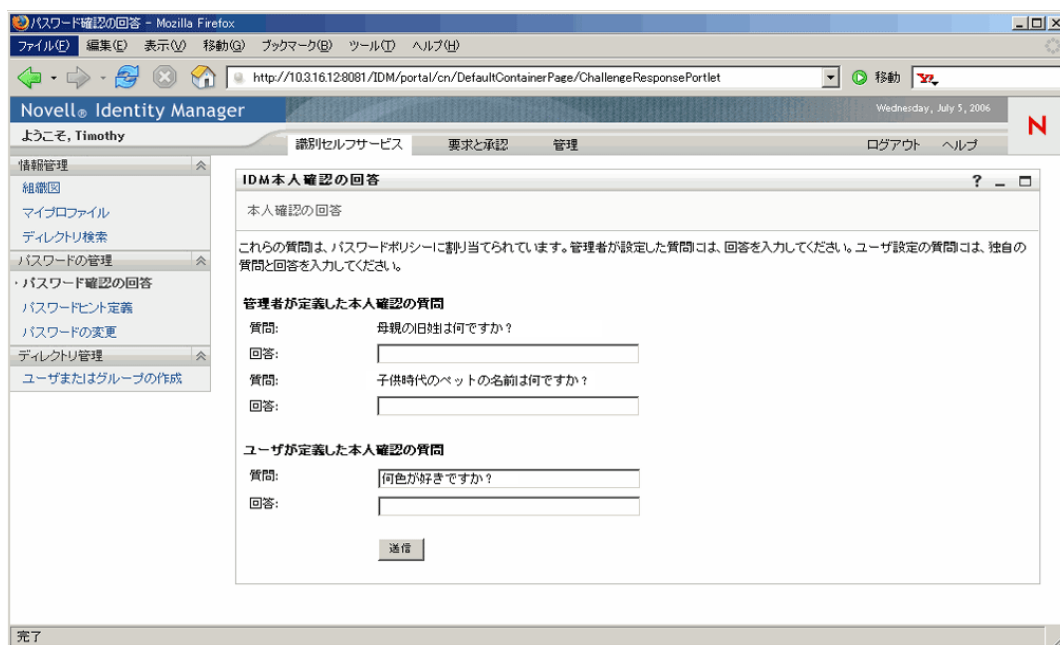 パスワード確認の回答 - Mozilla Firefox
ファイル(F) 編集(E) 表示(V) 移動(G) ブックマーク(B) ツール(T) ヘルプ(H)
http://10.3.16.12:8081/IDM/portal/cn/DefaultContainerPage/ChallengeResponsePortlet 移動
Novell® Identity Manager Wednesday, July 5, 2006
N
ようこそ, Timothy 識別セルフサービス 要求と承認 管理 ログアウト ヘルプ
情報管理
組織図
マイプロファイル
ディレクトリ検索
パスワードの管理
・パスワード確認の回答
パスワードヒント定義
パスワードの変更
ディレクトリ管理
ユーザまたはグループの作成
IDM本人確認の回答 ?
本人確認の回答
これらの質問は、パスワードポリシーに割り当てられています。管理者が設定した質問には、回答を入力してください。ユーザ設定の質問には、独自の
質問と回答を入力してください。
管理者が定義した本人確認の質問
質問: 母親の旧姓は何ですか?
回答:
質問: 子供時代のペットの名前は何ですか?
回答:
ユーザが定義した本人確認の質問
質問: 何色が好きですか?
回答:
送信
完了